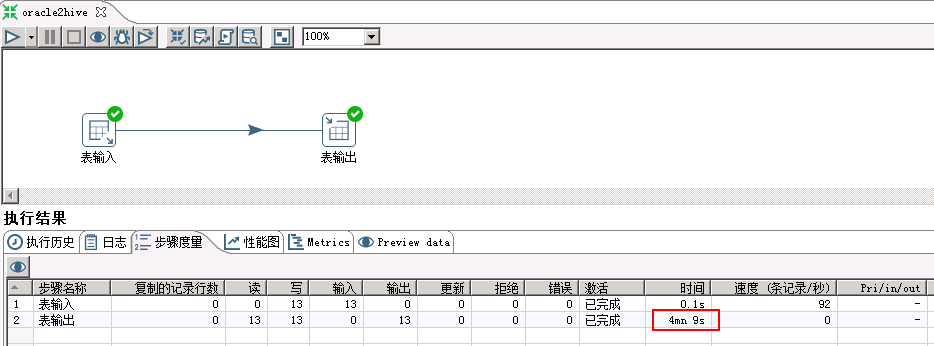 oracle2hive
100%
表输入 表输出
执行结果
执行历史 日志 步骤度量 性能图 Metrics Preview data
步骤名称 复制的记录行数 读 写 输入 输出 更新 拒绝 错误 激活 时间 速度 (条记录/秒) Pri/in/out
1 表输入 0 0 13 13 0 0 0 0 已完成 0.1s 92 -
2 表输出 0 13 13 0 13 0 0 0 已完成 4mn 9s 0 -